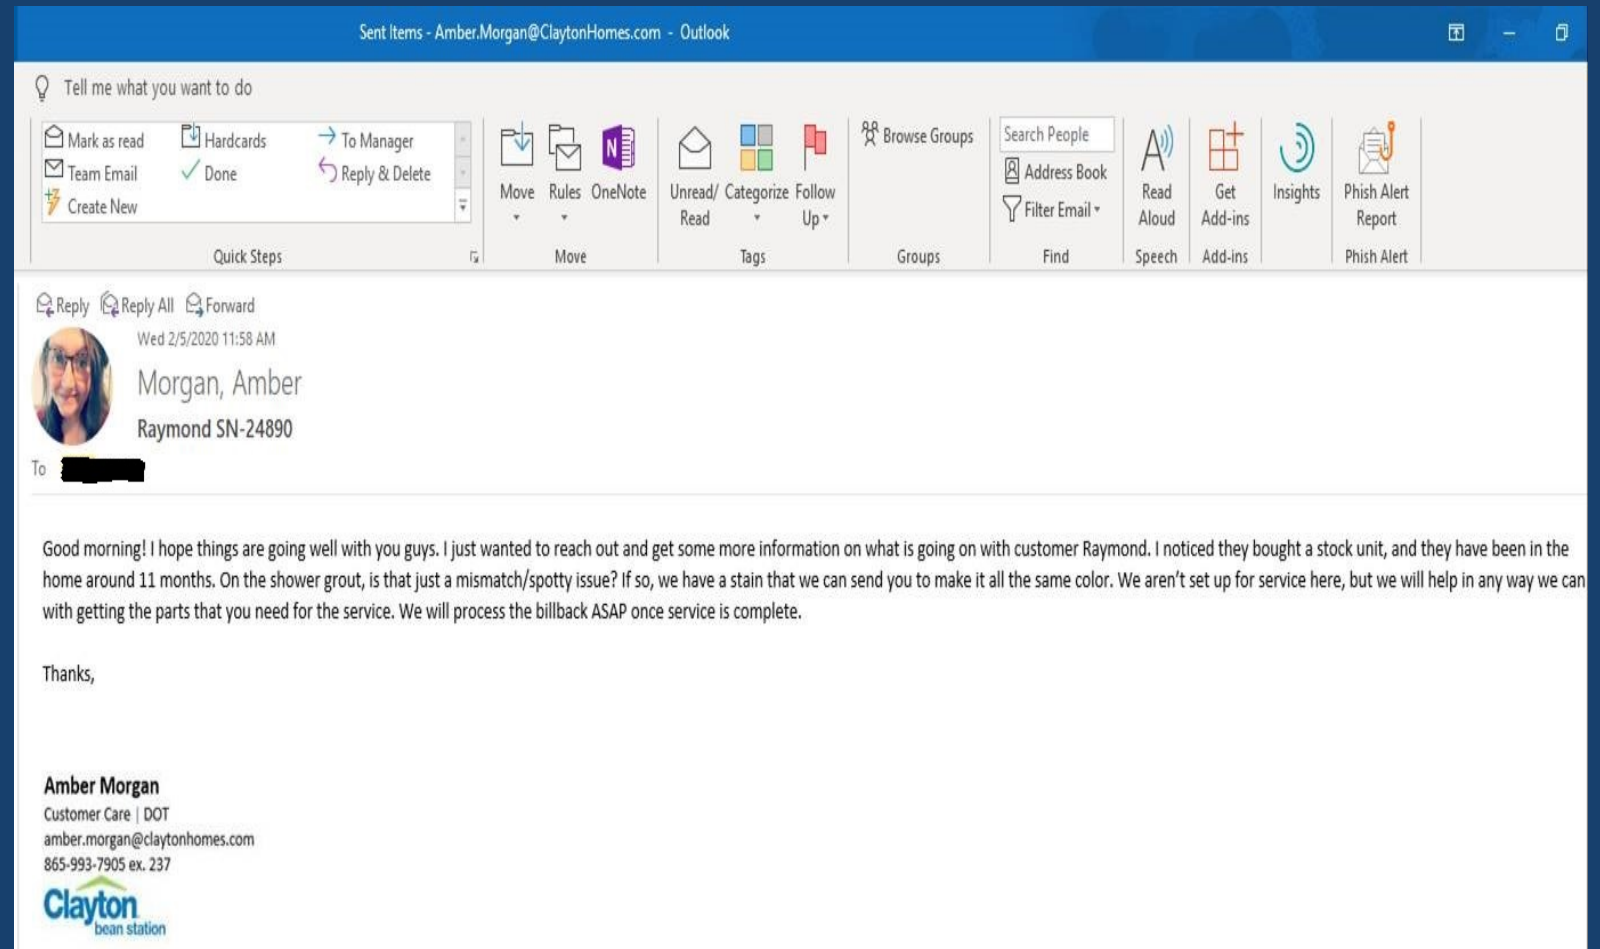 Sent Items - Amber.Morgan@ClaytonHomes.com - Outlook
Tell me what you want to do
Mark as read Hardcards To Manager
Team Email Done Reply & Delete
Create New
Quick Steps
Move Rules OneNote
Move
Unread/ Read Categorize Follow Up
Tags
Browse Groups
Groups
Search People
Address Book
Filter Email
Find
Read Aloud
Speech
Get Add-ins
Add-ins
Insights
Phish Alert Report
Phish Alert
Reply Reply All Forward
Wed 2/5/2020 11:58 AM
Morgan, Amber
Raymond SN-24890
To
Good morning! I hope things are going well with you guys. I just wanted to reach out and get some more information on what is going on with customer Raymond. I noticed they bought a stock unit, and they have been in the
home around 11 months. On the shower grout, is that just a mismatch/spotty issue? If so, we have a stain that we can send you to make it all the same color. We aren't set up for service here, but we will help in any way we can
with getting the parts that you need for the service. We will process the billback ASAP once service is complete.
Thanks,
Amber Morgan
Customer Care | DOT
amber.morgan@claytonhomes.com
865-993-7905 ex. 237
Clayton
bean station